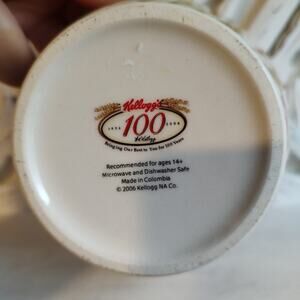 Kellogg's
1906 100 2006
Bringing Our Best to You for 100 Years
Recommended for ages 14+
Microwave and Dishwasher Safe
Made in Colombia
© 2006 Kellogg NA Co.